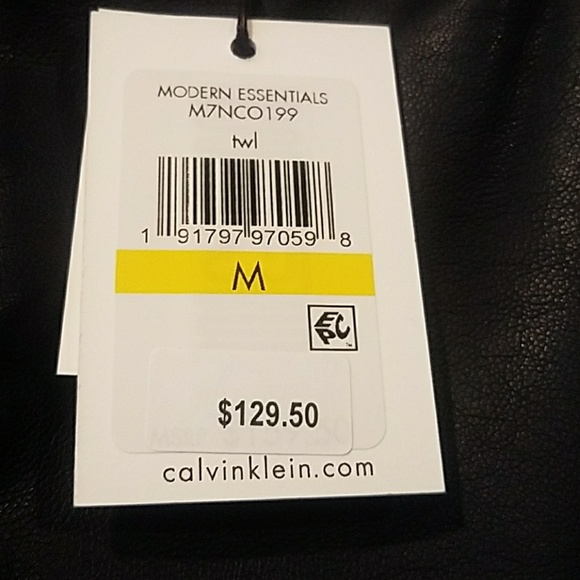 MODERN ESSENTIALS
M7NCO199
twl
1 91797 97059 8
M
EPC
$129.50
calvinklein.com